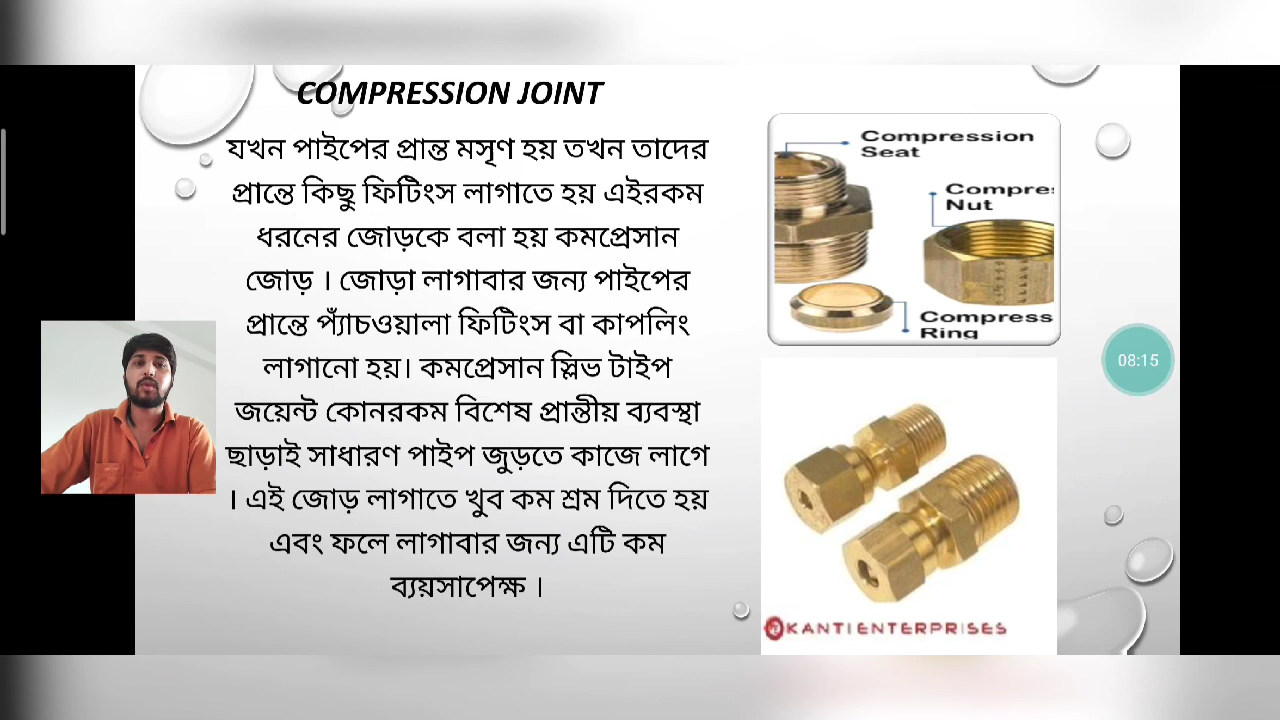 COMPRESSION JOINT
যখন পাইপের প্রান্ত মসৃণ হয় তখন তাদের
প্রান্তে কিছু ফিটিংস লাগাতে হয় এইরকম
ধরনের জোড়কে বলা হয় কমপ্রেসান
জোড় । জোড়া লাগাবার জন্য পাইপের
প্রান্তে প্যাঁচওয়ালা ফিটিংস বা কাপলিং
লাগানো হয়। কমপ্রেসান স্লিভ টাইপ
জয়েন্ট কোনরকম বিশেষ প্রান্তীয় ব্যবস্থা
ছাড়াই সাধারণ পাইপ জুড়তে কাজে লাগে
। এই জোড় লাগাতে খুব কম শ্রম দিতে হয়
এবং ফলে লাগাবার জন্য এটি কম
ব্যয়সাপেক্ষ ।
Compression
Seat
Compre
Nut
Compress
Ring
KANTI ENTERPRISES
08:15